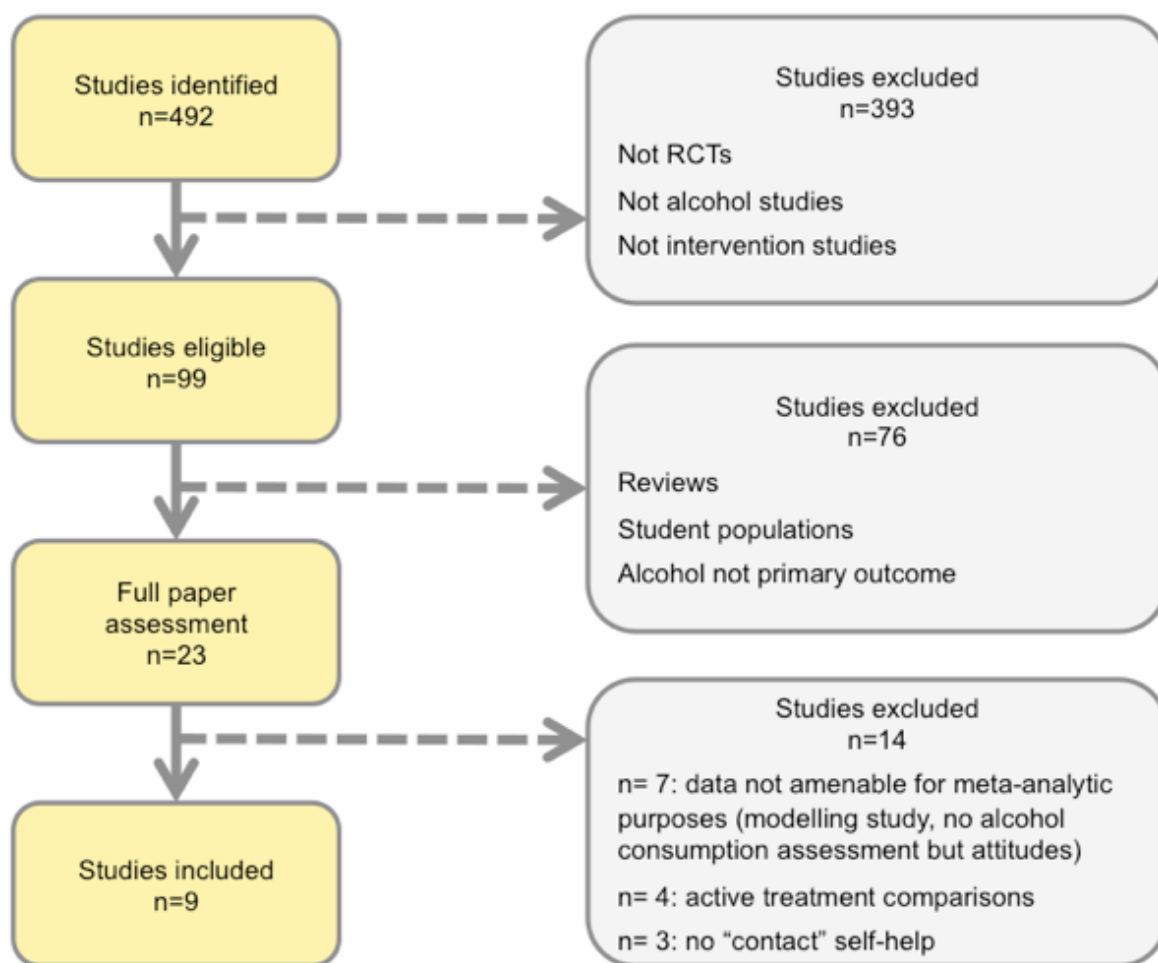 Studies identified
n=492
Studies excluded
n=393
Not RCTs
Not alcohol studies
Not intervention studies
Studies eligible
n=99
Studies excluded
n=76
Reviews
Student populations
Alcohol not primary outcome
Full paper
assessment
n=23
Studies excluded
n=14
n= 7: data not amenable for meta-analytic
purposes (modelling study, no alcohol
consumption assessment but attitudes)
n= 4: active treatment comparisons
n= 3: no “contact” self-help
Studies included
n=9